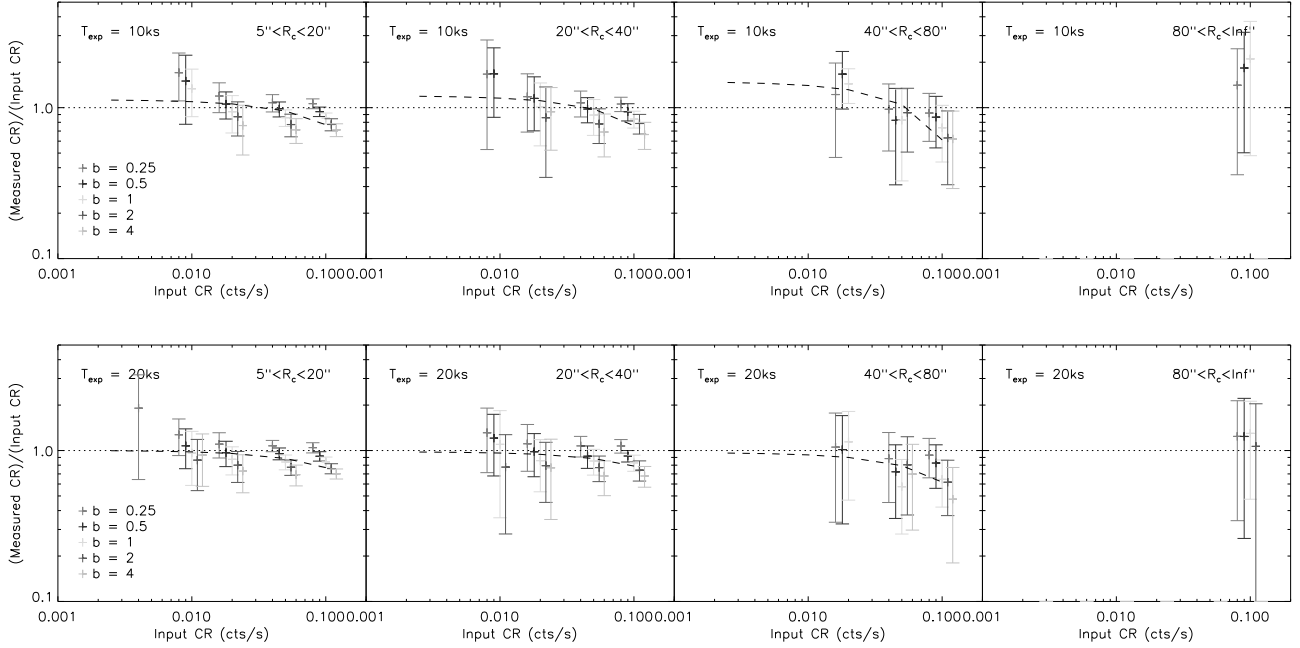 T_exp = 10ks 5"<R_c<20" T_exp = 10ks 20"<R_c<40" T_exp = 10ks 40"<R_c<80" T_exp = 10ks 80"<R_c<Inf"
(Measured CR)/(Input CR)
1.0
+ b = 0.25
+ b = 0.5
+ b = 1
+ b = 2
+ b = 4
0.1
0.001 0.010 0.1000.001 0.010 0.1000.001 0.010 0.1000.001 0.010 0.100
Input CR (cts/s) Input CR (cts/s) Input CR (cts/s) Input CR (cts/s)
T_exp = 20ks 5"<R_c<20" T_exp = 20ks 20"<R_c<40" T_exp = 20ks 40"<R_c<80" T_exp = 20ks 80"<R_c<Inf"
(Measured CR)/(Input CR)
1.0
+ b = 0.25
+ b = 0.5
+ b = 1
+ b = 2
+ b = 4
0.1
0.001 0.010 0.1000.001 0.010 0.1000.001 0.010 0.1000.001 0.010 0.100
Input CR (cts/s) Input CR (cts/s) Input CR (cts/s) Input CR (cts/s)